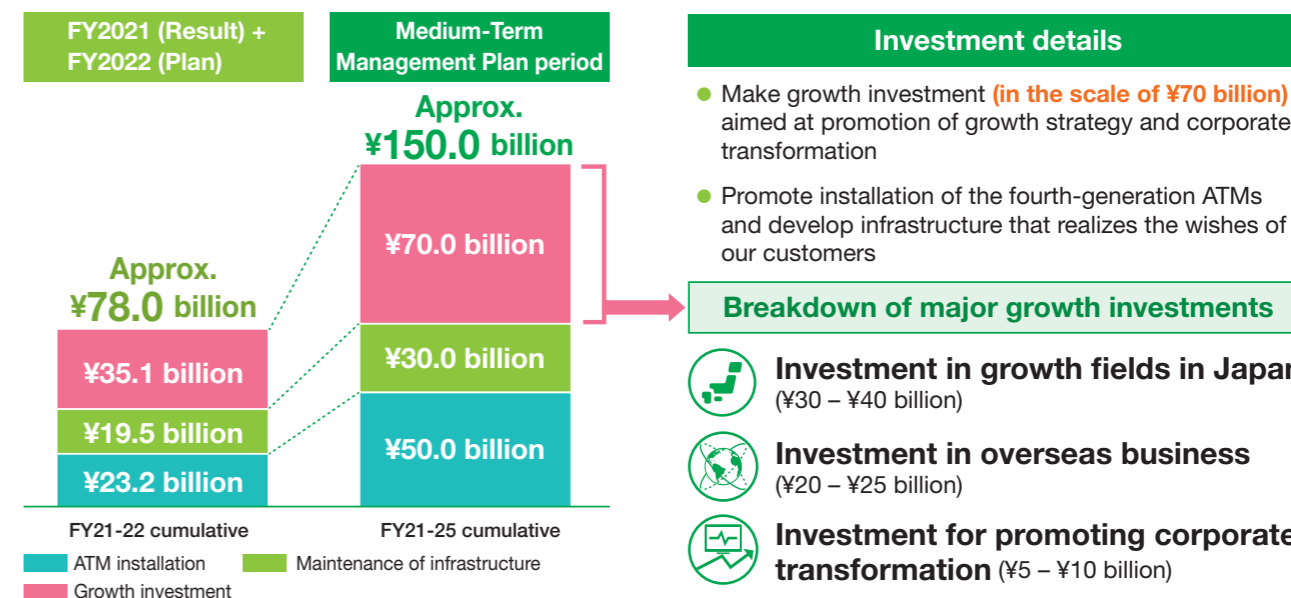 FY2021 (Result) +
FY2022 (Plan)
Medium-Term
Management Plan period
Approx.
¥150.0 billion
¥70.0 billion
¥30.0 billion
¥50.0 billion
Approx.
¥78.0 billion
¥35.1 billion
¥19.5 billion
¥23.2 billion
FY21-22 cumulative
FY21-25 cumulative
ATM installation
Maintenance of infrastructure
Growth investment
Investment details
● Make growth investment (in the scale of ¥70 billion)
aimed at promotion of growth strategy and corporate
transformation
● Promote installation of the fourth-generation ATMs
and develop infrastructure that realizes the wishes of
our customers
Breakdown of major growth investments
Investment in growth fields in Japan
(¥30 – ¥40 billion)
Investment in overseas business
(¥20 – ¥25 billion)
Investment for promoting corporate
transformation (¥5 – ¥10 billion)